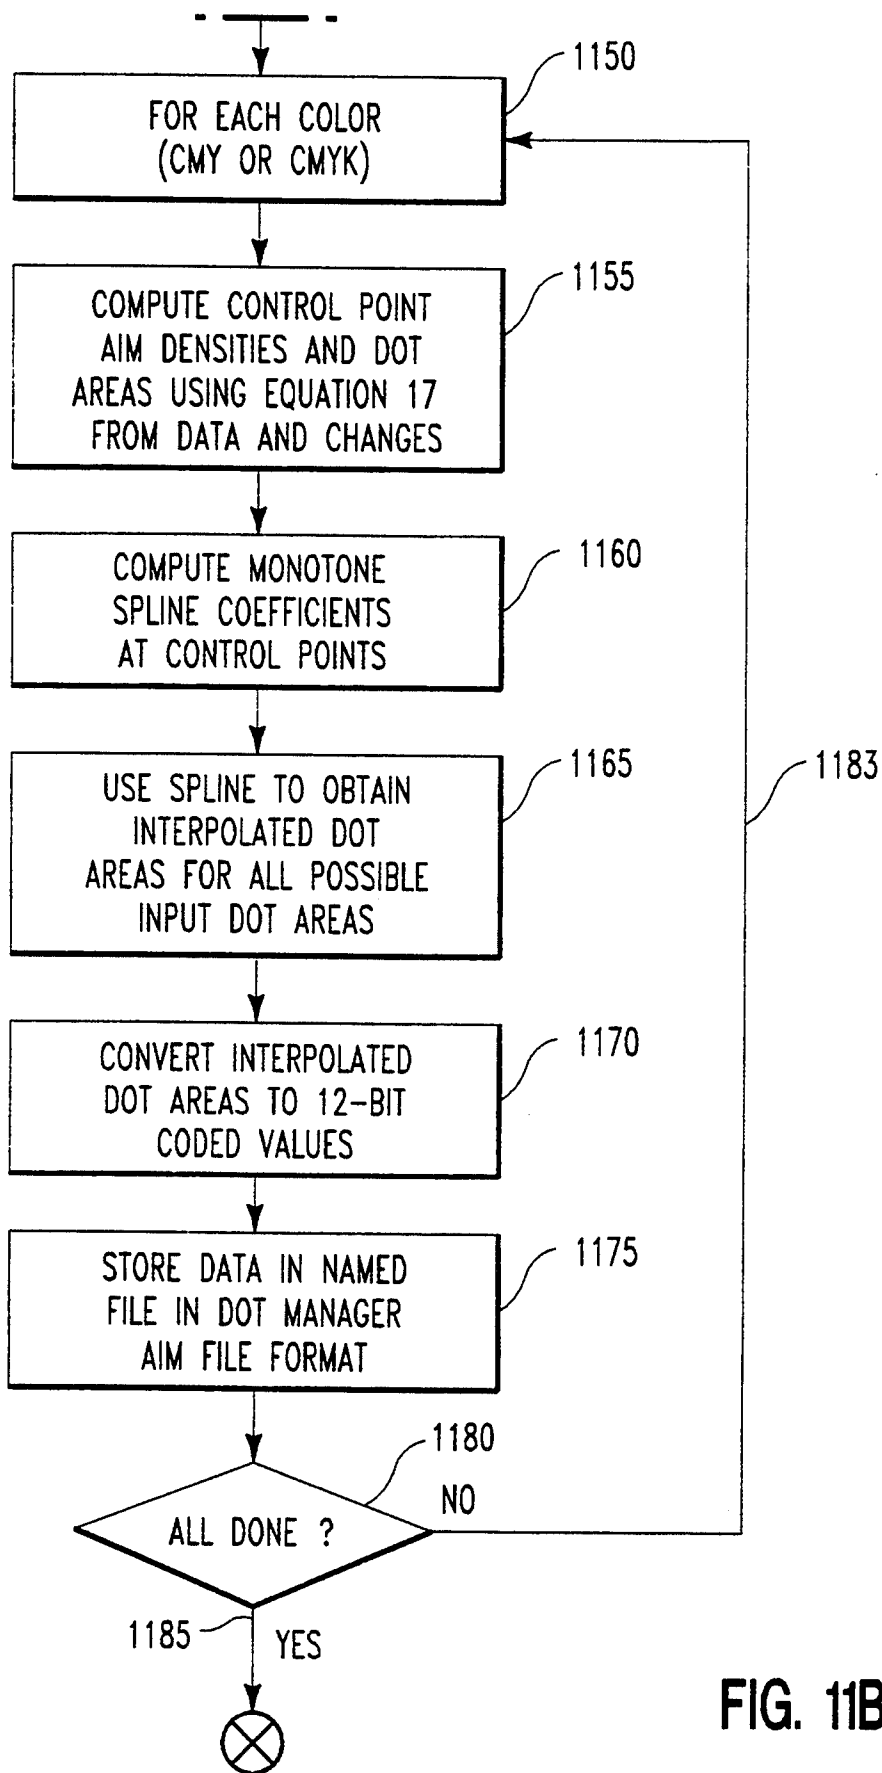 1150
FOR EACH COLOR
(CMY OR CMYK)
1155
COMPUTE CONTROL POINT
AIM DENSITIES AND DOT
AREAS USING EQUATION 17
FROM DATA AND CHANGES
1160
COMPUTE MONOTONE
SPLINE COEFFICIENTS
AT CONTROL POINTS
1165
1183
USE SPLINE TO OBTAIN
INTERPOLATED DOT
AREAS FOR ALL POSSIBLE
INPUT DOT AREAS
1170
CONVERT INTERPOLATED
DOT AREAS TO 12-BIT
CODED VALUES
1175
STORE DATA IN NAMED
FILE IN DOT MANAGER
AIM FILE FORMAT
1180
NO
ALL DONE ?
1185
YES
FIG. 11B